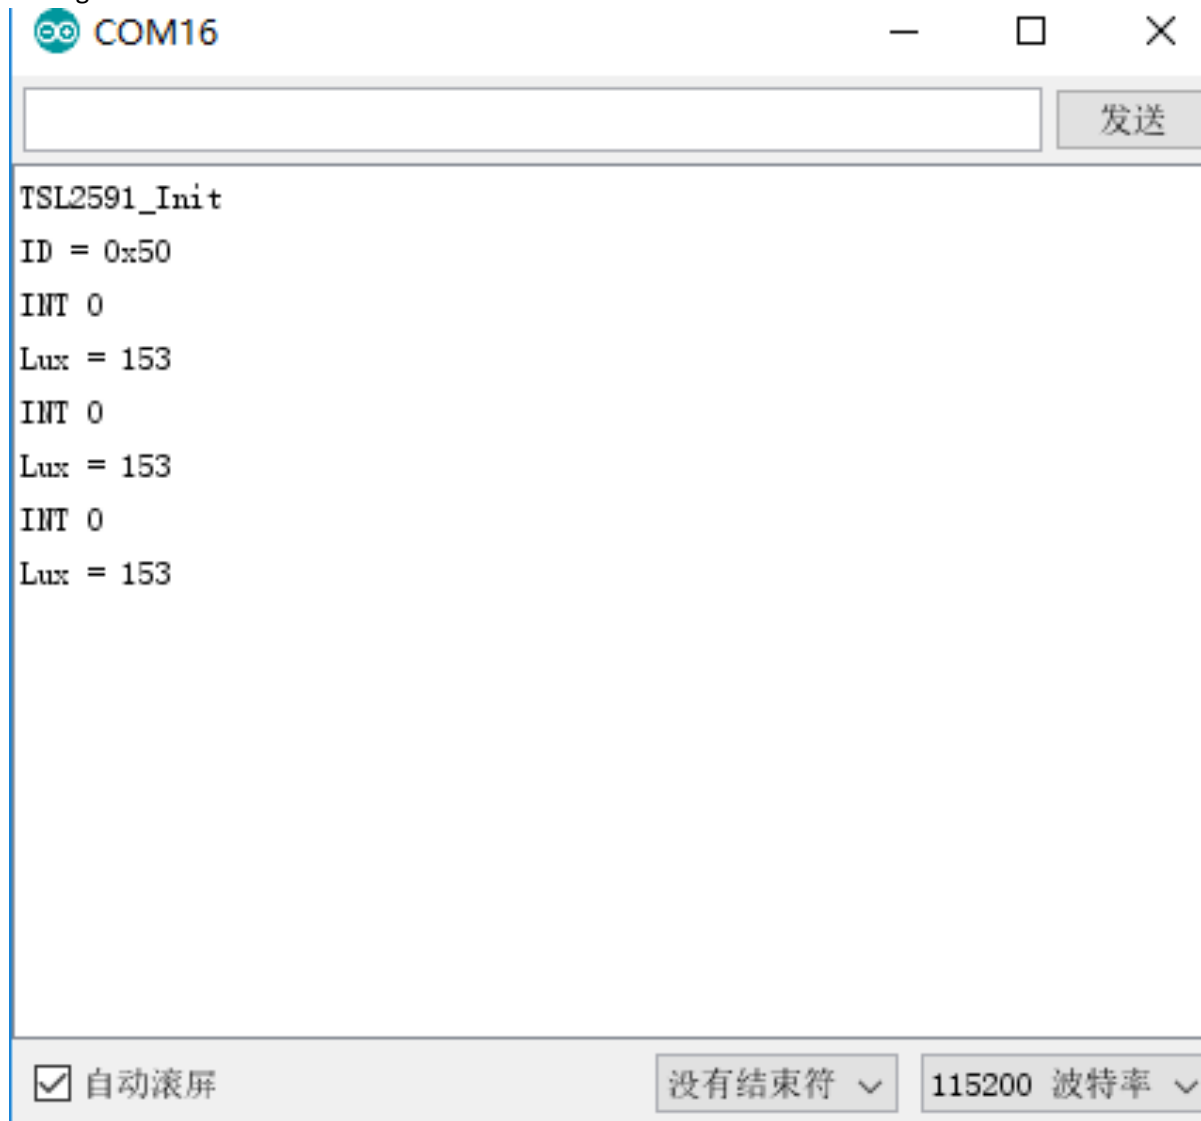 COM16
发送
TSL2591_Init
ID = 0x50
INT 0
Lux = 153
INT 0
Lux = 153
INT 0
Lux = 153
自动滚屏
没有结束符
115200 波特率